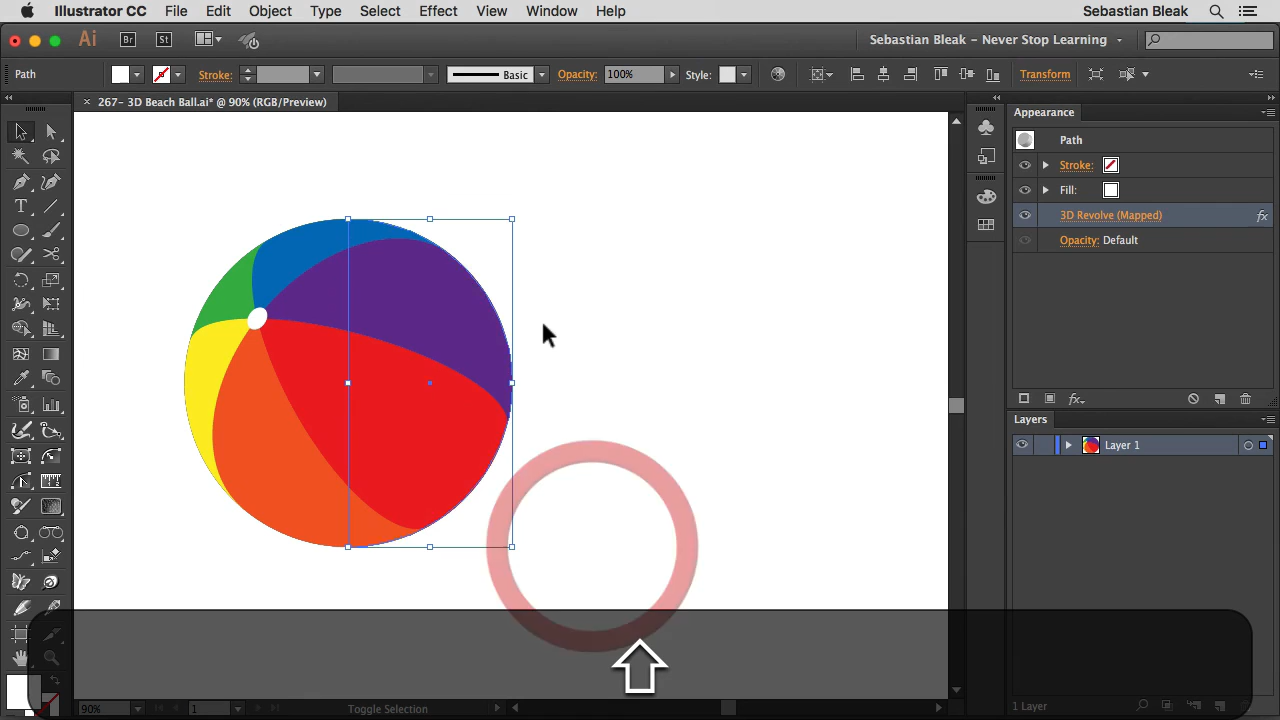 Illustrator CC File Edit Object Type Select Effect View Window Help Sebastian Bleak
Ai Br St Sebastian Bleak – Never Stop Learning
Path Stroke: Basic Opacity: 100% Style: Transform
× 267- 3D Beach Ball.ai* @ 90% (RGB/Preview)
Appearance
Path
Stroke:
Fill:
3D Revolve (Mapped) fx
Opacity: Default
fx
Layers
Layer 1
90% 1 Toggle Selection
1 Layer